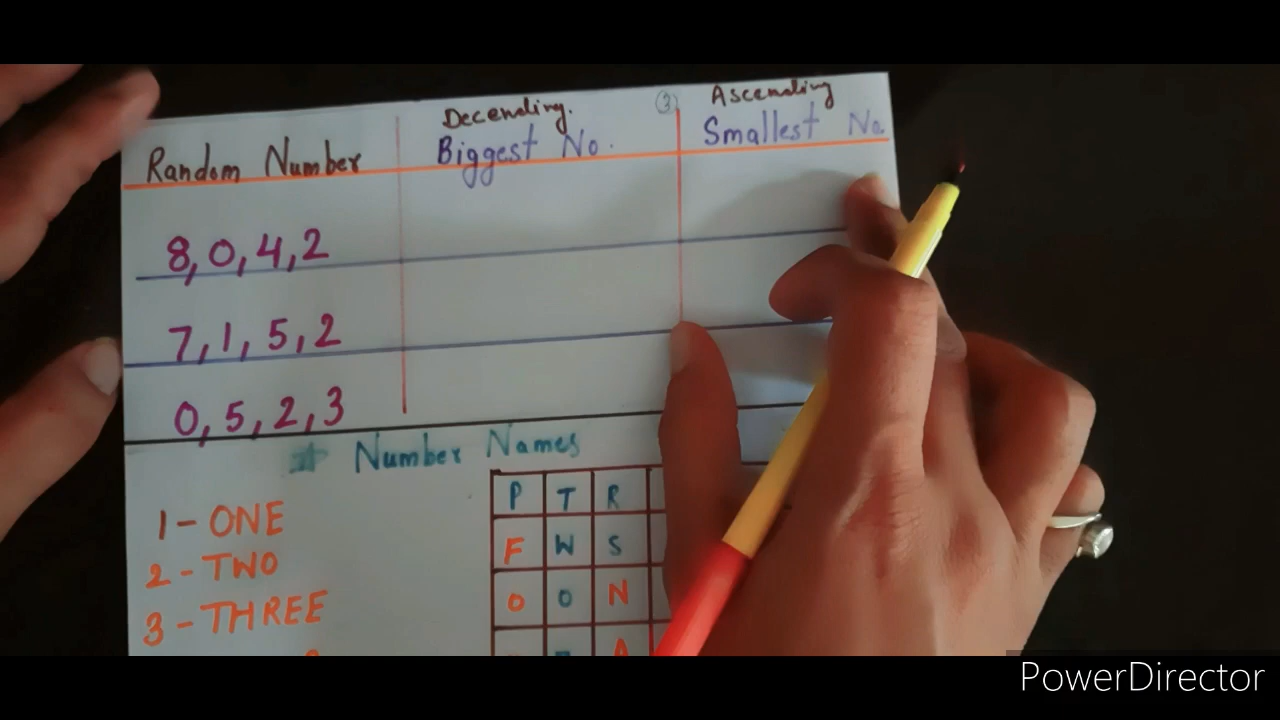 Decending.
③
Ascending
Random Number
Biggest No.
Smallest No.
8, 0, 4, 2
7, 1, 5, 2
0, 5, 2, 3
Number Names
1 - ONE
2 - TWO
3 - THREE
P T R
F W S
O O N
A
PowerDirector